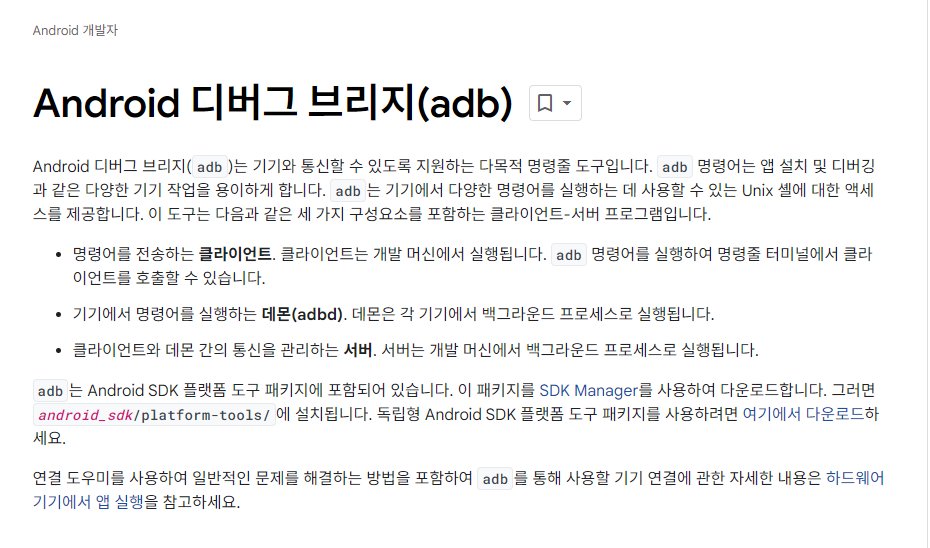 Android 개발자
Android 디버그 브리지(adb)
Android 디버그 브리지( adb )는 기기와 통신할 수 있도록 지원하는 다목적 명령줄 도구입니다. adb 명령어는 앱 설치 및 디버깅
과 같은 다양한 기기 작업을 용이하게 합니다. adb 는 기기에서 다양한 명령어를 실행하는 데 사용할 수 있는 Unix 셸에 대한 액세
스를 제공합니다. 이 도구는 다음과 같은 세 가지 구성요소를 포함하는 클라이언트-서버 프로그램입니다.
• 명령어를 전송하는 클라이언트. 클라이언트는 개발 머신에서 실행됩니다. adb 명령어를 실행하여 명령줄 터미널에서 클라
이언트를 호출할 수 있습니다.
• 기기에서 명령어를 실행하는 데몬(adbd). 데몬은 각 기기에서 백그라운드 프로세스로 실행됩니다.
• 클라이언트와 데몬 간의 통신을 관리하는 서버. 서버는 개발 머신에서 백그라운드 프로세스로 실행됩니다.
adb 는 Android SDK 플랫폼 도구 패키지에 포함되어 있습니다. 이 패키지를 SDK Manager를 사용하여 다운로드합니다. 그러면
android_sdk/platform-tools/ 에 설치됩니다. 독립형 Android SDK 플랫폼 도구 패키지를 사용하려면 여기에서 다운로드하
세요.
연결 도우미를 사용하여 일반적인 문제를 해결하는 방법을 포함하여 adb 를 통해 사용할 기기 연결에 관한 자세한 내용은 하드웨어
기기에서 앱 실행을 참고하세요.